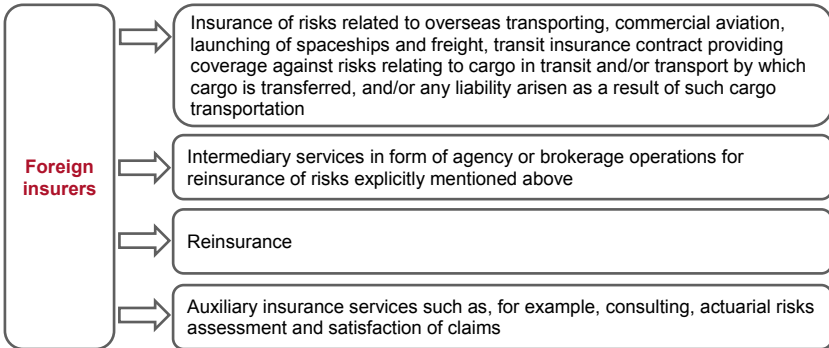 Foreign
insurers
Insurance of risks related to overseas transporting, commercial aviation,
launching of spaceships and freight, transit insurance contract providing
coverage against risks relating to cargo in transit and/or transport by which
cargo is transferred, and/or any liability arisen as a result of such cargo
transportation
Intermediary services in form of agency or brokerage operations for
reinsurance of risks explicitly mentioned above
Reinsurance
Auxiliary insurance services such as, for example, consulting, actuarial risks
assessment and satisfaction of claims